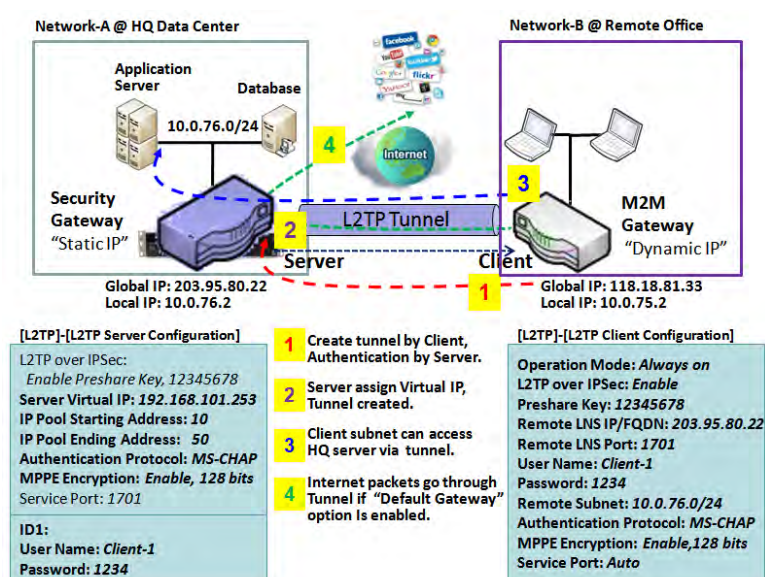 Network-A @ HQ Data Center
Network-B @ Remote Office
facebook
flickr
Application
Server
Database
10.0.76.0/24
4
Internet
3
Security
Gateway
"Static IP"
2
L2TP Tunnel
M2M
Gateway
"Dynamic IP"
Server
Client
1
Global IP: 203.95.80.22
Local IP: 10.0.76.2
Global IP: 118.18.81.33
Local IP: 10.0.75.2
[L2TP]-[L2TP Server Configuration]
L2TP over IPSec:
Enable Preshare Key, 12345678
Server Virtual IP: 192.168.101.253
IP Pool Starting Address: 10
IP Pool Ending Address: 50
Authentication Protocol: MS-CHAP
MPPE Encryption: Enable, 128 bits
Service Port: 1701
ID1:
User Name: Client-1
Password: 1234
1 Create tunnel by Client,
Authentication by Server.
2 Server assign Virtual IP,
Tunnel created.
3 Client subnet can access
HQ server via tunnel.
4 Internet packets go through
Tunnel if "Default Gateway"
option Is enabled.
[L2TP]-[L2TP Client Configuration]
Operation Mode: Always on
L2TP over IPSec: Enable
Preshare Key: 12345678
Remote LNS IP/FQDN: 203.95.80.22
Remote LNS Port: 1701
User Name: Client-1
Password: 1234
Remote Subnet: 10.0.76.0/24
Authentication Protocol: MS-CHAP
MPPE Encryption: Enable,128 bits
Service Port: Auto